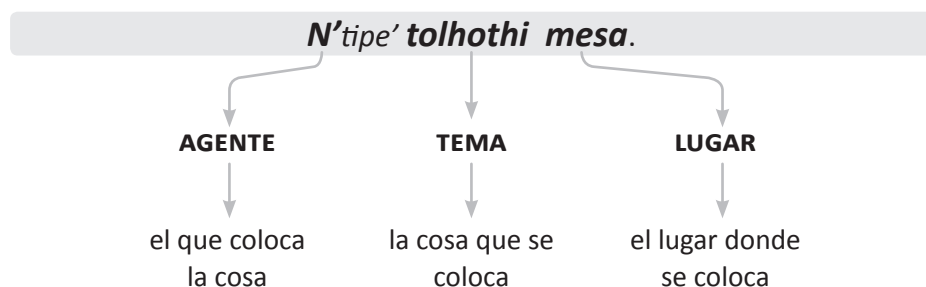 N'tipe' tolhothi mesa.
AGENTE TEMA LUGAR
el que coloca la cosa que se el lugar donde
la cosa coloca se coloca